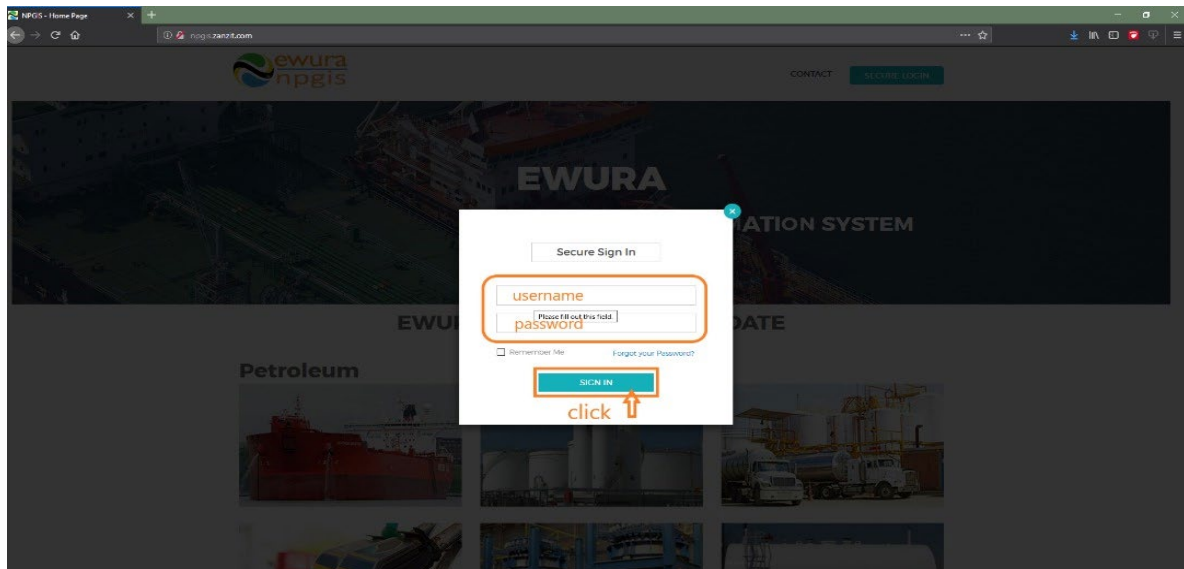 NPGIS - Home Page
npgis.zanzit.com
ewura
npgis
CONTACT
SECURE LOGIN
EWURA
ATION SYSTEM
Secure Sign In
username
Please fill out this field.
password
Remember Me
Forgot your Password?
SIGN IN
click
EWU
DATE
Petroleum